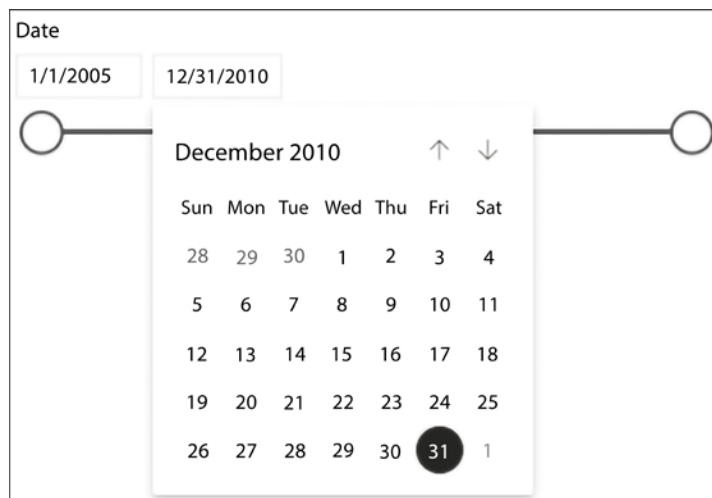 Date
1/1/2005 12/31/2010
December 2010
Sun Mon Tue Wed Thu Fri Sat
28 29 30 1 2 3 4
5 6 7 8 9 10 11
12 13 14 15 16 17 18
19 20 21 22 23 24 25
26 27 28 29 30 31 1